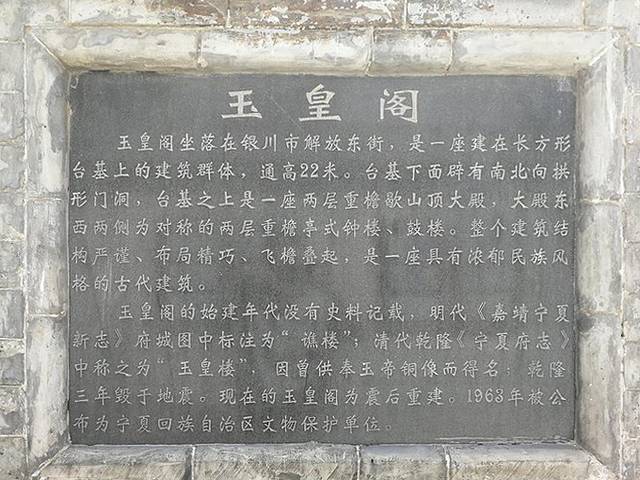 玉皇阁
玉皇阁坐落在银川市解放东街，是一座建在长方形
台基上的建筑群体，通高22米。台基下面辟有南北向拱
形门洞，台基之上是一座两层重檐歇山顶大殿，大殿东
西两侧为对称的两层重檐亭式钟楼、鼓楼。整个建筑结
构严谨、布局精巧、飞檐叠起，是一座具有浓郁民族风
格的古代建筑。
玉皇阁的始建年代没有史料记载，明代《嘉靖宁夏
新志》府城图中标注为“谯楼”；清代乾隆《宁夏府志》
中称之为“玉皇楼”，因曾供奉玉帝铜像而得名；乾隆
三年毁于地震。现在的玉皇阁为震后重建。1963年被公
布为宁夏回族自治区文物保护单位。